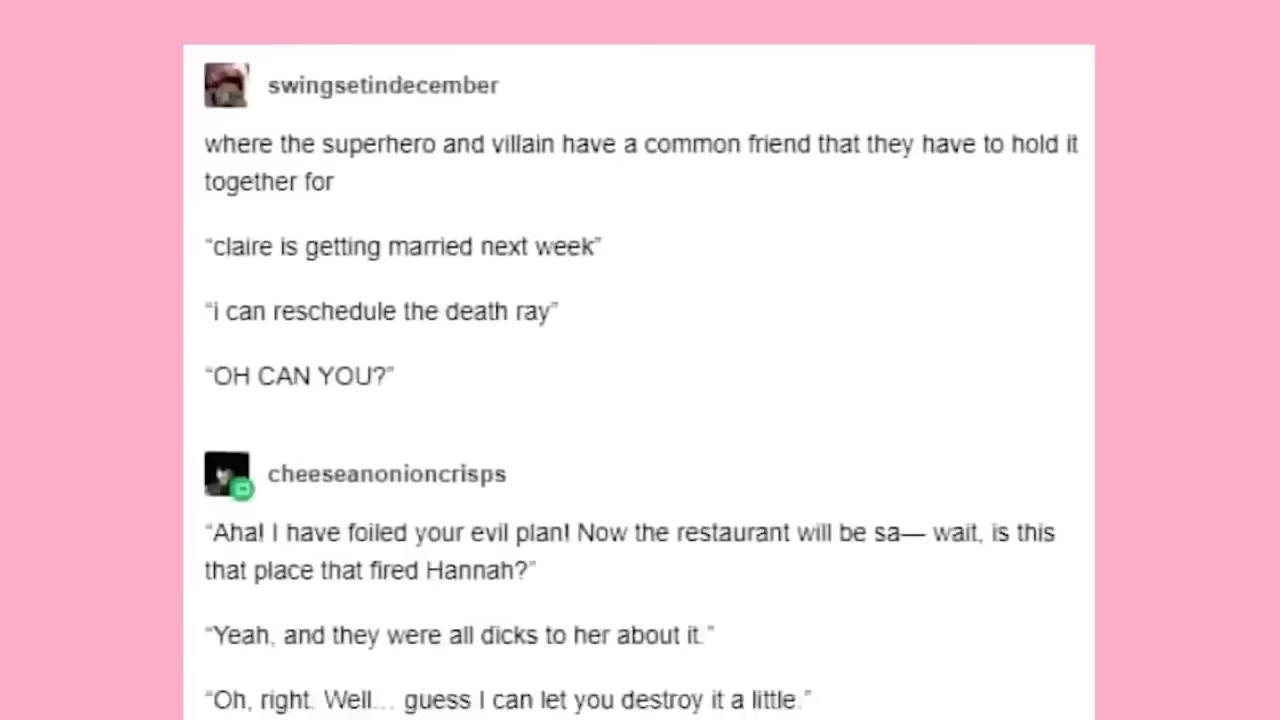 swingsetindecember
where the superhero and villain have a common friend that they have to hold it
together for
“claire is getting married next week”
“i can reschedule the death ray”
“OH CAN YOU?”
cheeseanonioncrisps
“Aha! I have foiled your evil plan! Now the restaurant will be sa— wait, is this
that place that fired Hannah?”
“Yeah, and they were all dicks to her about it.”
“Oh, right. Well... guess I can let you destroy it a little.”